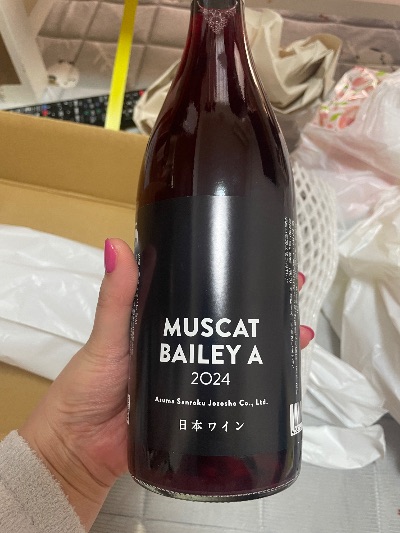 MUSCAT
BAILEY A
2024
Azuma Sanroku Jozosho Co., Ltd.
日本ワイン